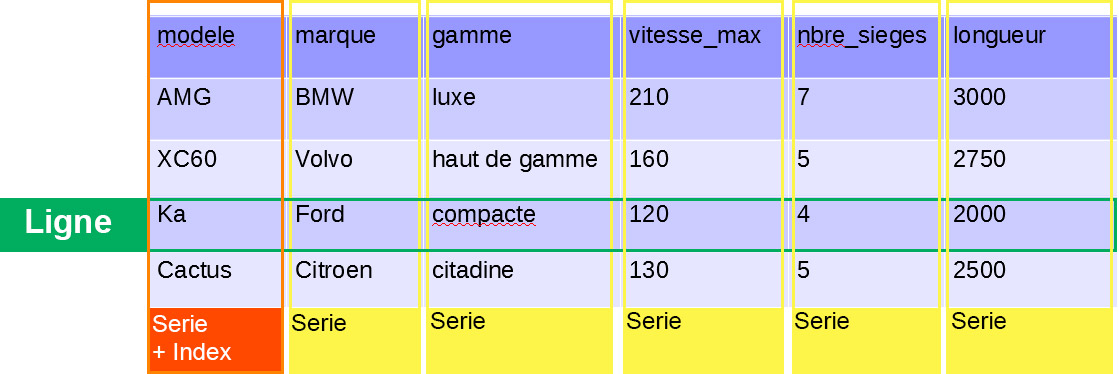 modele marque gamme vitesse_max nbre_sieges longueur
AMG BMW luxe 210 7 3000
XC60 Volvo haut de gamme 160 5 2750
Ligne Ka Ford compacte 120 4 2000
Cactus Citroen citadine 130 5 2500
Serie Serie Serie Serie Serie Serie
+ Index